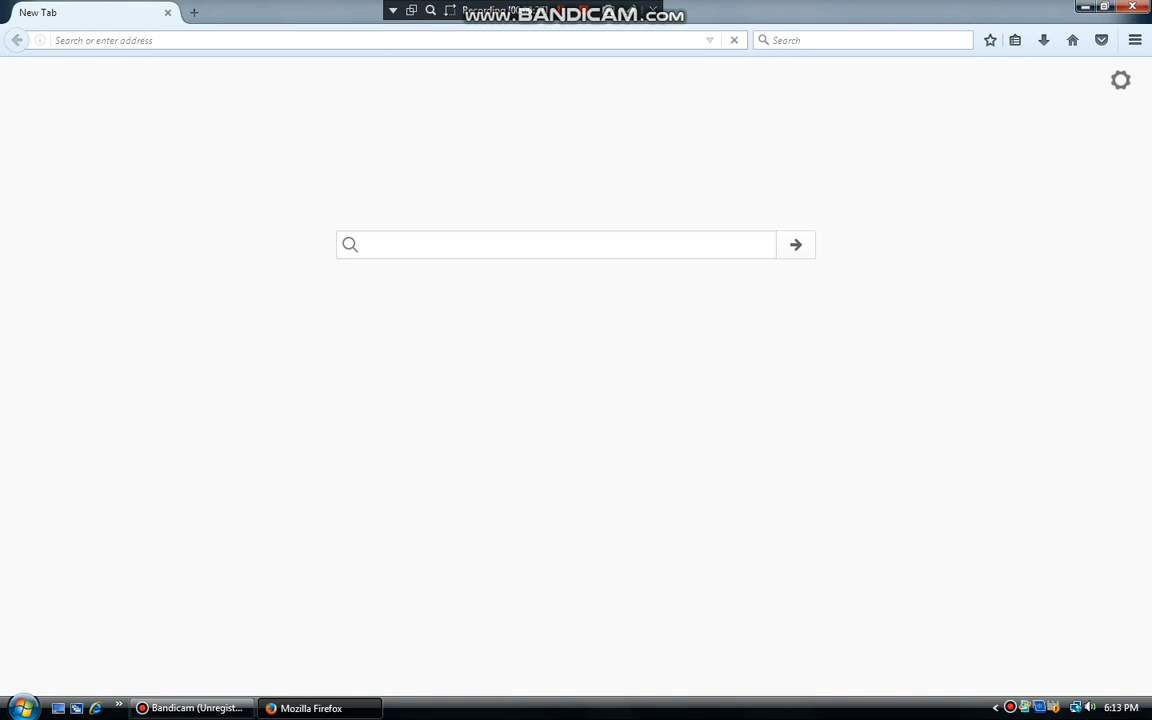 New Tab
www.BANDICAM.com
Search or enter address
Search
Bandicam (Unregist...
Mozilla Firefox
6:13 PM